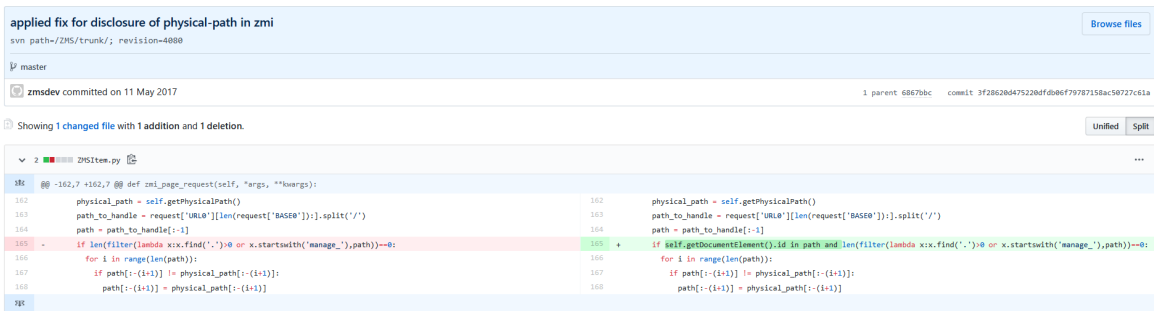 applied fix for disclosure of physical-path in zmi
Browse files
svn path=/ZMS/trunk/; revision=4080
master
zmsdev committed on 11 May 2017
1 parent 6867bbc commit 3f28620d475220dfdb06f79787158ac50727c61a
Showing 1 changed file with 1 addition and 1 deletion.
Unified Split
2 ZMSItem.py
@@ -162,7 +162,7 @@ def zmi_page_request(self, *args, **kwargs):
162 physical_path = self.getPhysicalPath()
163 path_to_handle = request['URL0'][len(request['BASE0']):].split('/')
164 path = path_to_handle[:-1]
165 - if len(filter(lambda x:x.find('.')>0 or x.startswith('manage_'),path))==0:
166 for i in range(len(path)):
167 if path[:-(i+1)] != physical_path[:-(i+1)]:
168 path[:-(i+1)] = physical_path[:-(i+1)]
162 physical_path = self.getPhysicalPath()
163 path_to_handle = request['URL0'][len(request['BASE0']):].split('/')
164 path = path_to_handle[:-1]
165 + if self.getDocumentElement().id in path and len(filter(lambda x:x.find('.')>0 or x.startswith('manage_'),path))==0:
166 for i in range(len(path)):
167 if path[:-(i+1)] != physical_path[:-(i+1)]:
168 path[:-(i+1)] = physical_path[:-(i+1)]